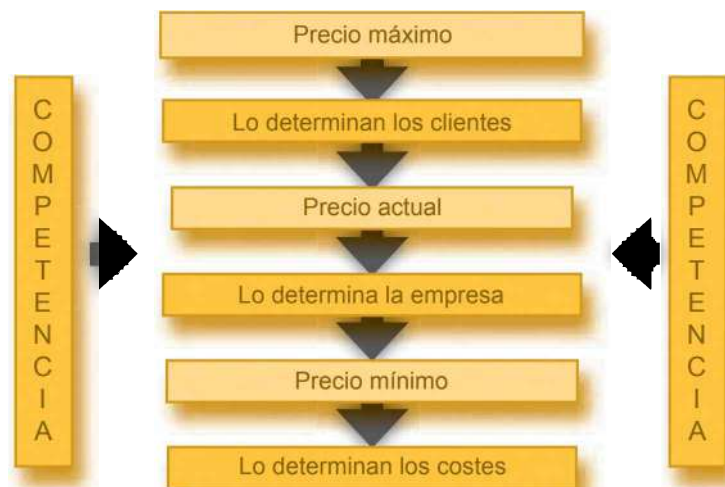 COMPETENCIA
Precio máximo
Lo determinan los clientes
Precio actual
Lo determina la empresa
Precio mínimo
Lo determinan los costes
COMPETENCIA